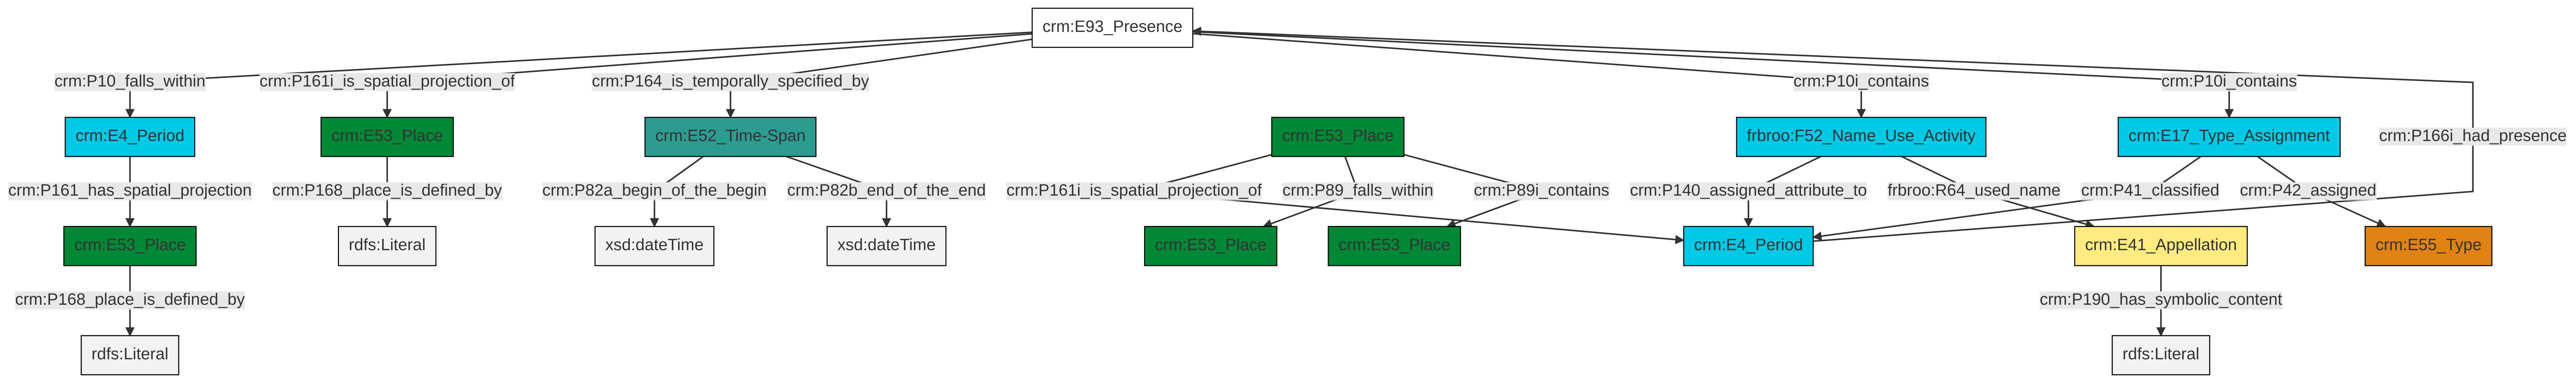 crm:E93_Presence
crm:P10_falls_within
crm:P161i_is_spatial_projection_of
crm:P164_is_temporally_specified_by
crm:P10i_contains
crm:P10i_contains
crm:E4_Period
crm:E53_Place
crm:E52_Time-Span
crm:E53_Place
frbroo:F52_Name_Use_Activity
crm:E17_Type_Assignment
crm:P166i_had_presence
crm:P161_has_spatial_projection
crm:P168_place_is_defined_by
crm:P82a_begin_of_the_begin
crm:P82b_end_of_the_end
crm:P161i_is_spatial_projection_of
crm:P89_falls_within
crm:P89i_contains
crm:P140_assigned_attribute_to
frbroo:R64_used_name
crm:P41_classified
crm:P42_assigned
crm:E53_Place
rdfs:Literal
xsd:dateTime
xsd:dateTime
crm:E53_Place
crm:E53_Place
crm:E4_Period
crm:E41_Appellation
crm:E55_Type
crm:P168_place_is_defined_by
crm:P190_has_symbolic_content
rdfs:Literal
rdfs:Literal